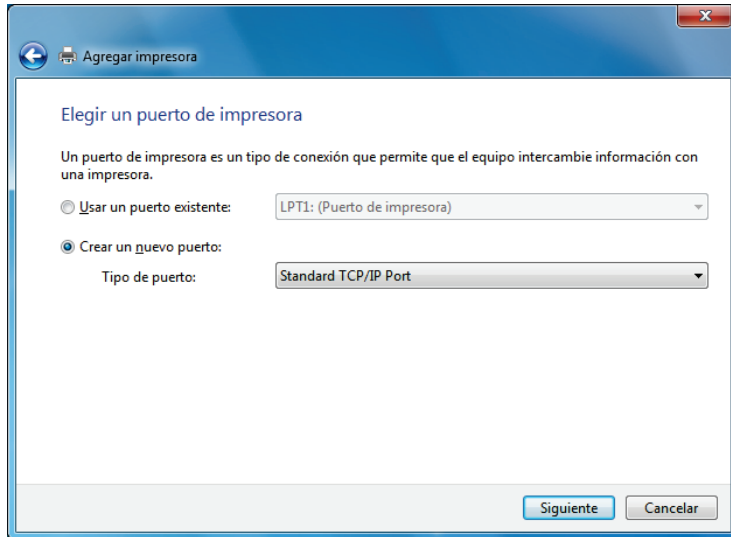 Agregar impresora
Elegir un puerto de impresora
Un puerto de impresora es un tipo de conexión que permite que el equipo intercambie información con
una impresora.
Usar un puerto existente: LPT1: (Puerto de impresora)
Crear un nuevo puerto:
Tipo de puerto: Standard TCP/IP Port
Siguiente Cancelar